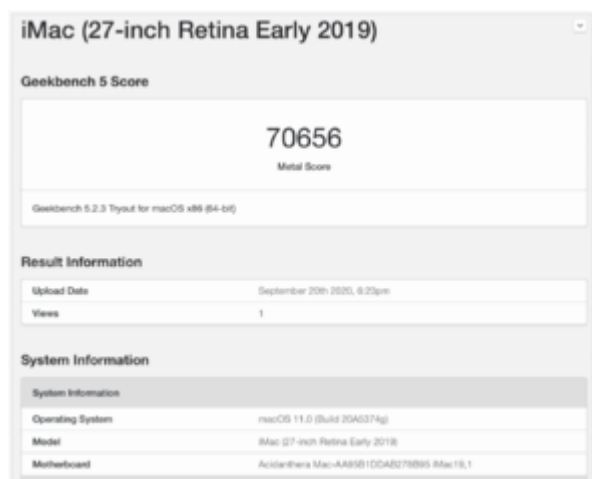 iMac (27-inch Retina Early 2019)
Geekbench 5 Score
70656
Metal Score
Geekbench 5.2.3 Tryout for macOS x86 (64-bit)
Result Information
Upload Date September 20th 2020, 6:23pm
Views 1
System Information
System Information
Operating System macOS 11.0 (Build 20A5374g)
Model iMac (27-inch Retina Early 2019)
Motherboard Acidanthera Mac-AA95B1DDAB278B95 iMac19,1